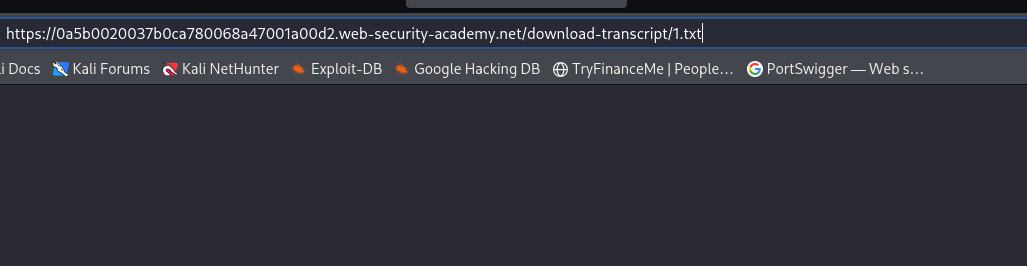 https://0a5b0020037b0ca780068a47001a00d2.web-security-academy.net/download-transcript/1.txt
li Docs Kali Forums Kali NetHunter Exploit-DB Google Hacking DB TryFinanceMe | People… PortSwigger — Web s…